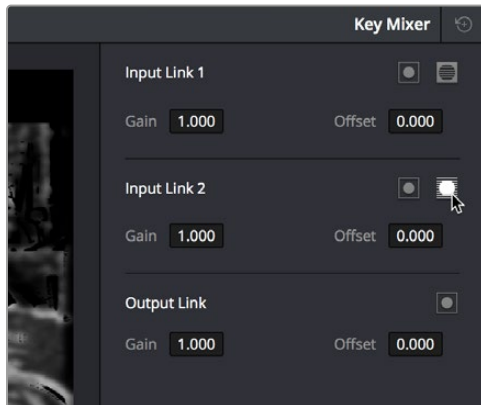 Key Mixer
Input Link 1
Gain 1.000 Offset 0.000
Input Link 2
Gain 1.000 Offset 0.000
Output Link
Gain 1.000 Offset 0.000